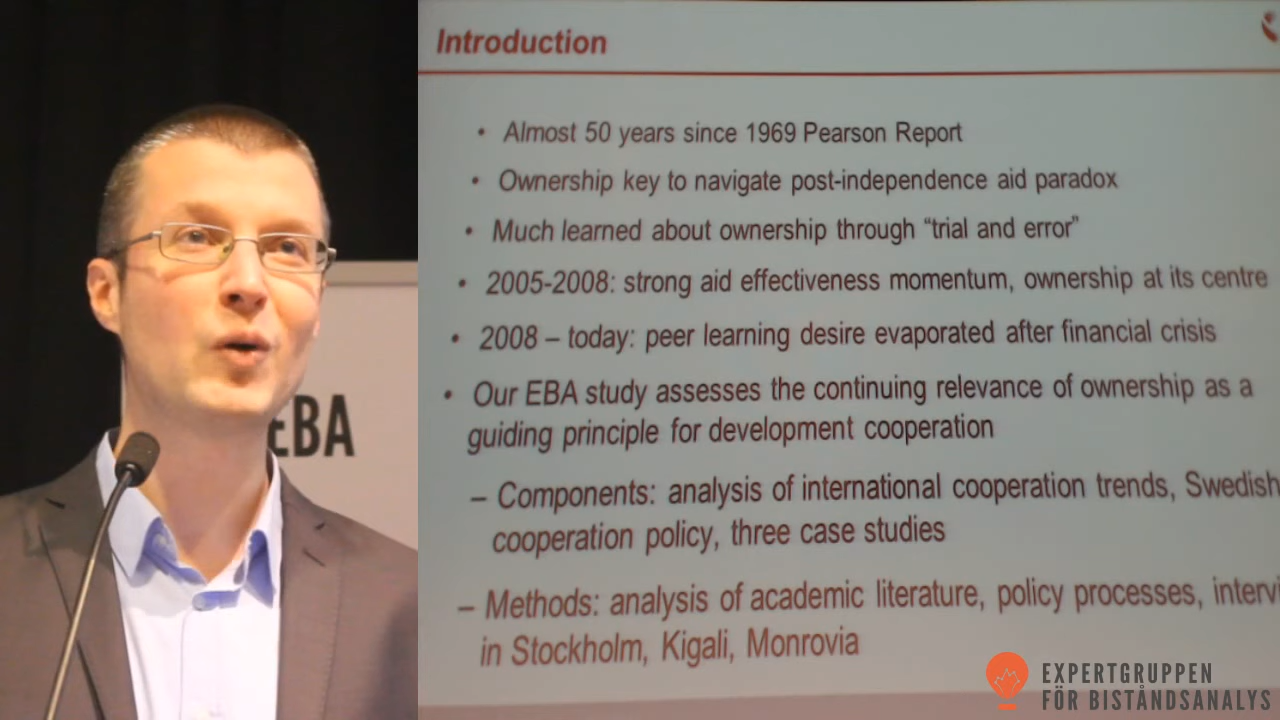 Introduction
• Almost 50 years since 1969 Pearson Report
• Ownership key to navigate post-independence aid paradox
• Much learned about ownership through “trial and error”
• 2005-2008: strong aid effectiveness momentum, ownership at its centre
• 2008 – today: peer learning desire evaporated after financial crisis
• Our EBA study assesses the continuing relevance of ownership as a
guiding principle for development cooperation
– Components: analysis of international cooperation trends, Swedish
cooperation policy, three case studies
– Methods: analysis of academic literature, policy processes, intervi
in Stockholm, Kigali, Monrovia
EBA
EXPERTGRUPPEN
FÖR BISTÅNDSANALYS